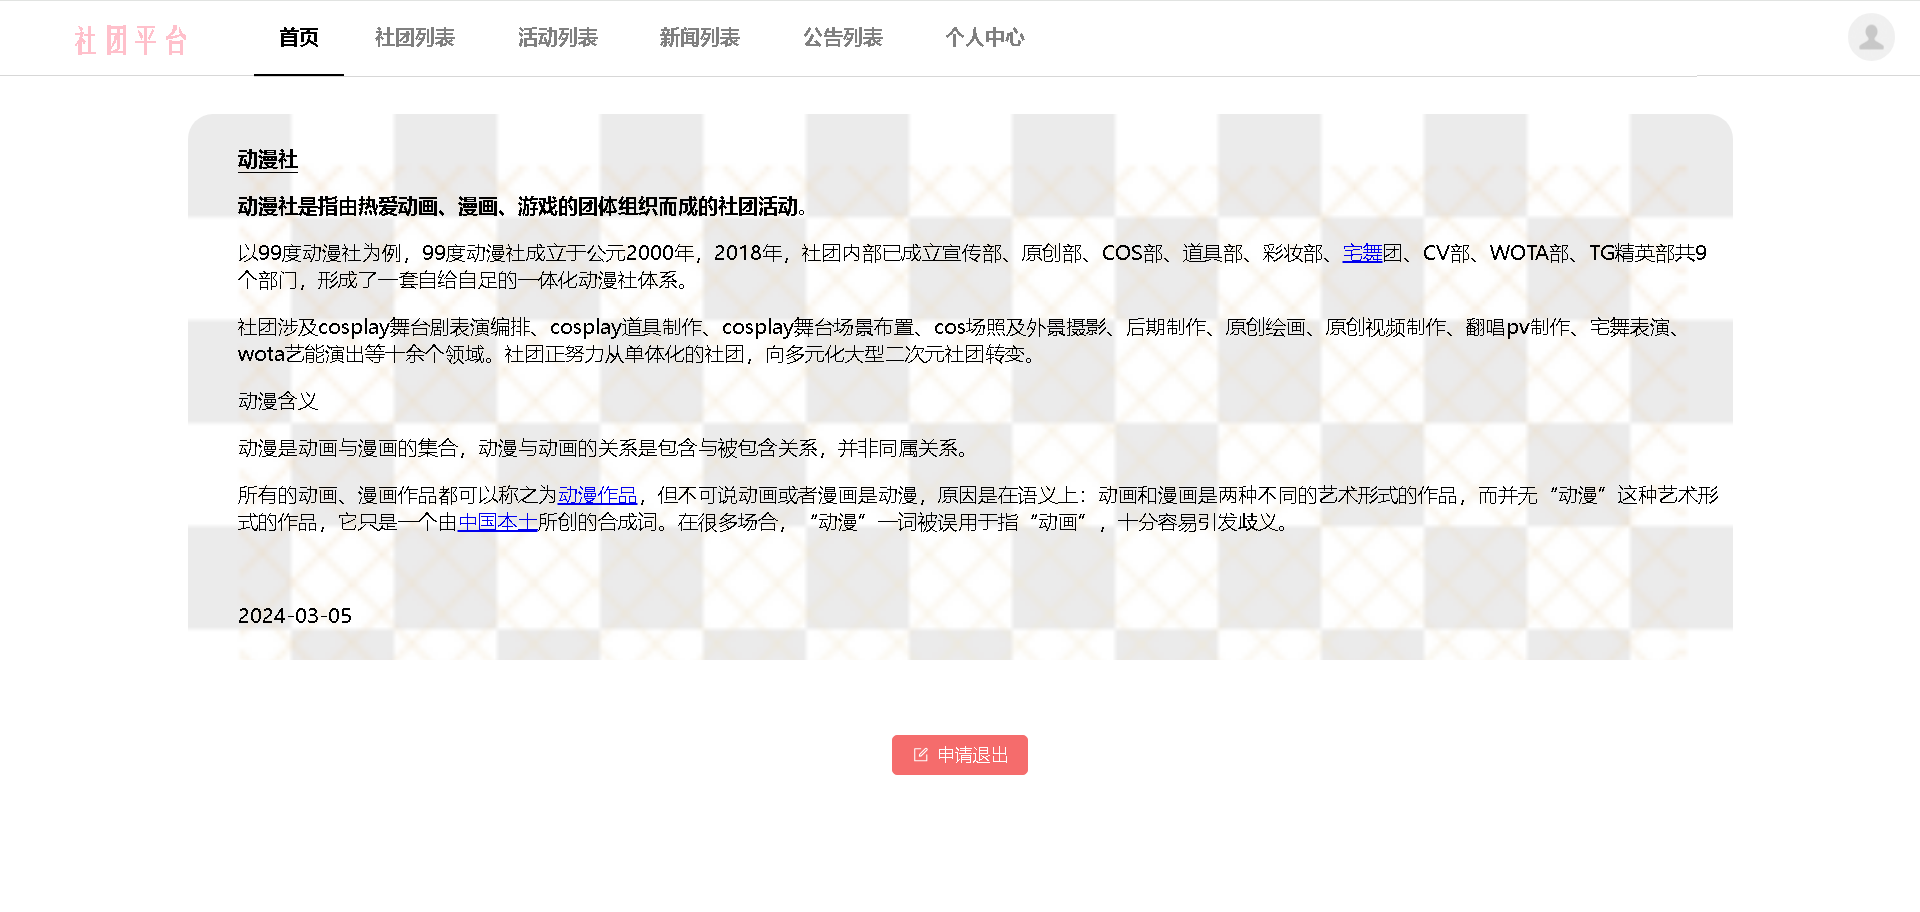 社团平台
首页 社团列表 活动列表 新闻列表 公告列表 个人中心
动漫社
动漫社是指由热爱动画、漫画、游戏的团体组织而成的社团活动。
以99度动漫社为例，99度动漫社成立于公元2000年，2018年，社团内部已成立宣传部、原创部、COS部、道具部、彩妆部、宅舞团、CV部、WOTA部、TG精英部共9
个部门，形成了一套自给自足的一体化动漫社体系。
社团涉及cosplay舞台剧表演编排、cosplay道具制作、cosplay舞台场景布置、cos场照及外景摄影、后期制作、原创绘画、原创视频制作、翻唱pv制作、宅舞表演、
wota艺能演出等十余个领域。社团正努力从单体化的社团，向多元化大型二次元社团转变。
动漫含义
动漫是动画与漫画的集合，动漫与动画的关系是包含与被包含关系，并非同属关系。
所有的动画、漫画作品都可以称之为动漫作品，但不可说动画或者漫画是动漫，原因是在语义上：动画和漫画是两种不同的艺术形式的作品，而并无“动漫”这种艺术形
式的作品，它只是一个由中国本土所创的合成词。在很多场合，“动漫”一词被误用于指“动画”，十分容易引发歧义。
2024-03-05
申请退出